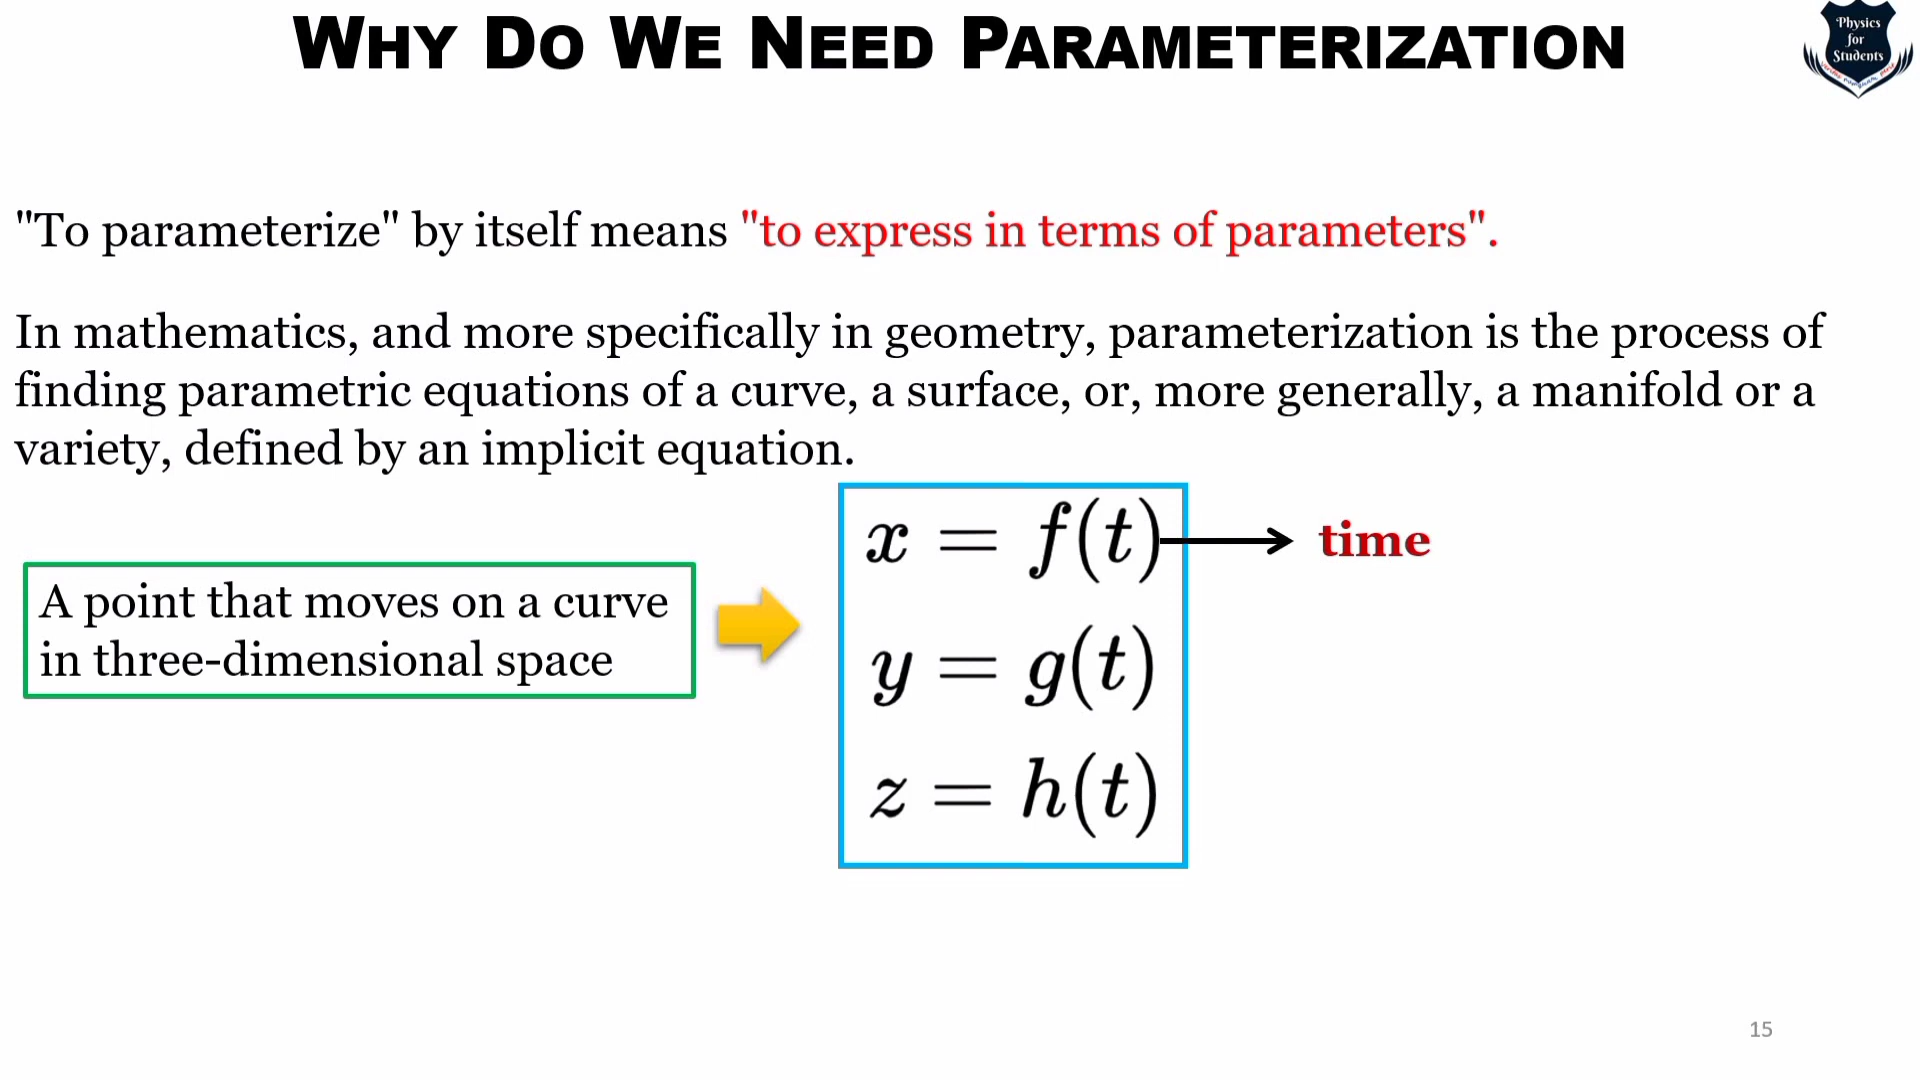 WHY DO WE NEED PARAMETERIZATION
Physics
for
Students
"To parameterize" by itself means "to express in terms of parameters".
In mathematics, and more specifically in geometry, parameterization is the process of
finding parametric equations of a curve, a surface, or, more generally, a manifold or a
variety, defined by an implicit equation.
A point that moves on a curve
in three-dimensional space
x = f(t)
time
y = g(t)
z = h(t)
15